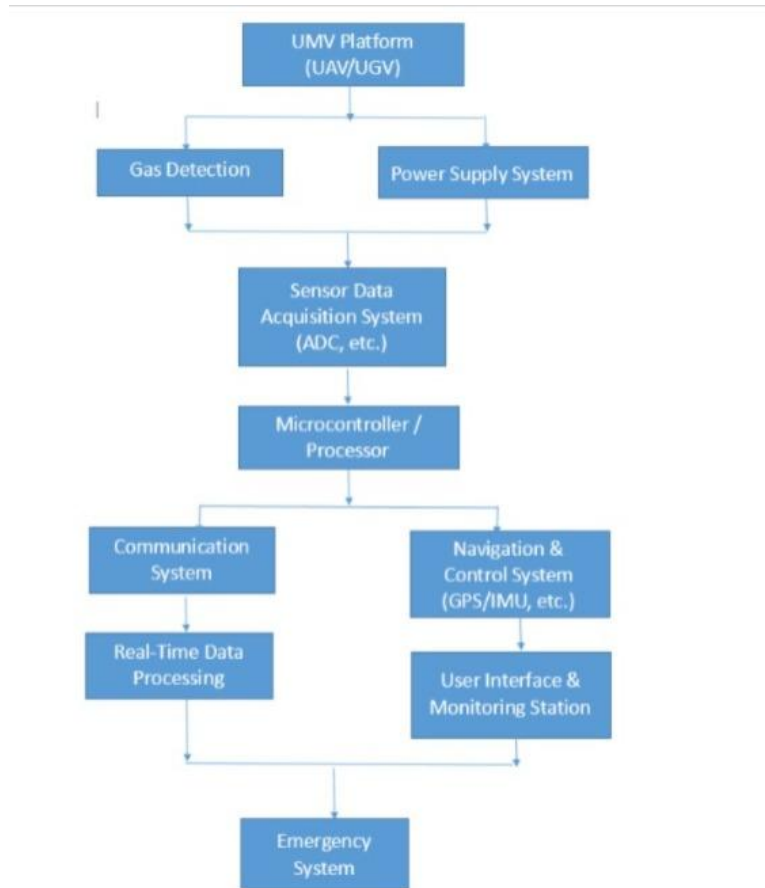 UMV Platform
(UAV/UGV)
Gas Detection
Power Supply System
Sensor Data
Acquisition System
(ADC, etc.)
Microcontroller /
Processor
Communication
System
Navigation &
Control System
(GPS/IMU, etc.)
Real-Time Data
Processing
User Interface &
Monitoring Station
Emergency
System